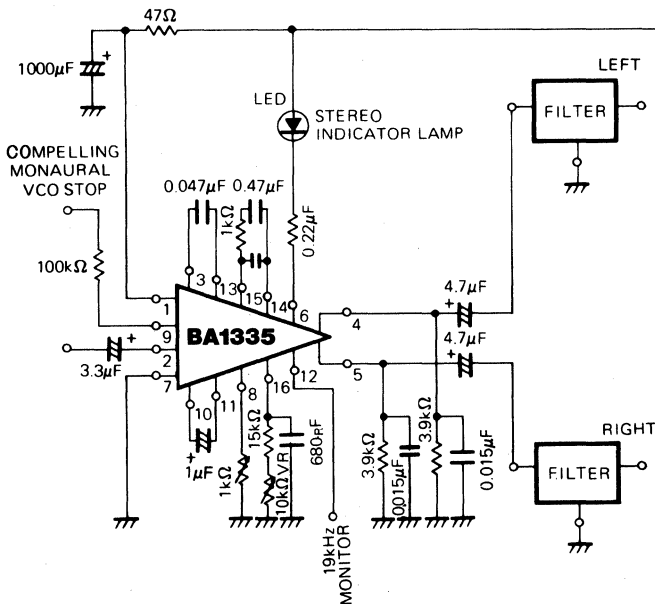 47Ω
1000μF
+
LEFT
FILTER
LED
STEREO
INDICATOR LAMP
COMPELLING
MONAURAL
VCO STOP
0.047μF
0.47μF
1kΩ
0.22μF
100kΩ
3
13
15
14
6
1
9
2
7
BA1335
4
5
12
4.7μF
+
4.7μF
+
+
3.3μF
10
11
8
16
+
1μF
1kΩ
15kΩ
10kΩVR
680PF
19kHz
MONITOR
3.9kΩ
0.015μF
3.9kΩ
0.015μF
RIGHT
FILTER